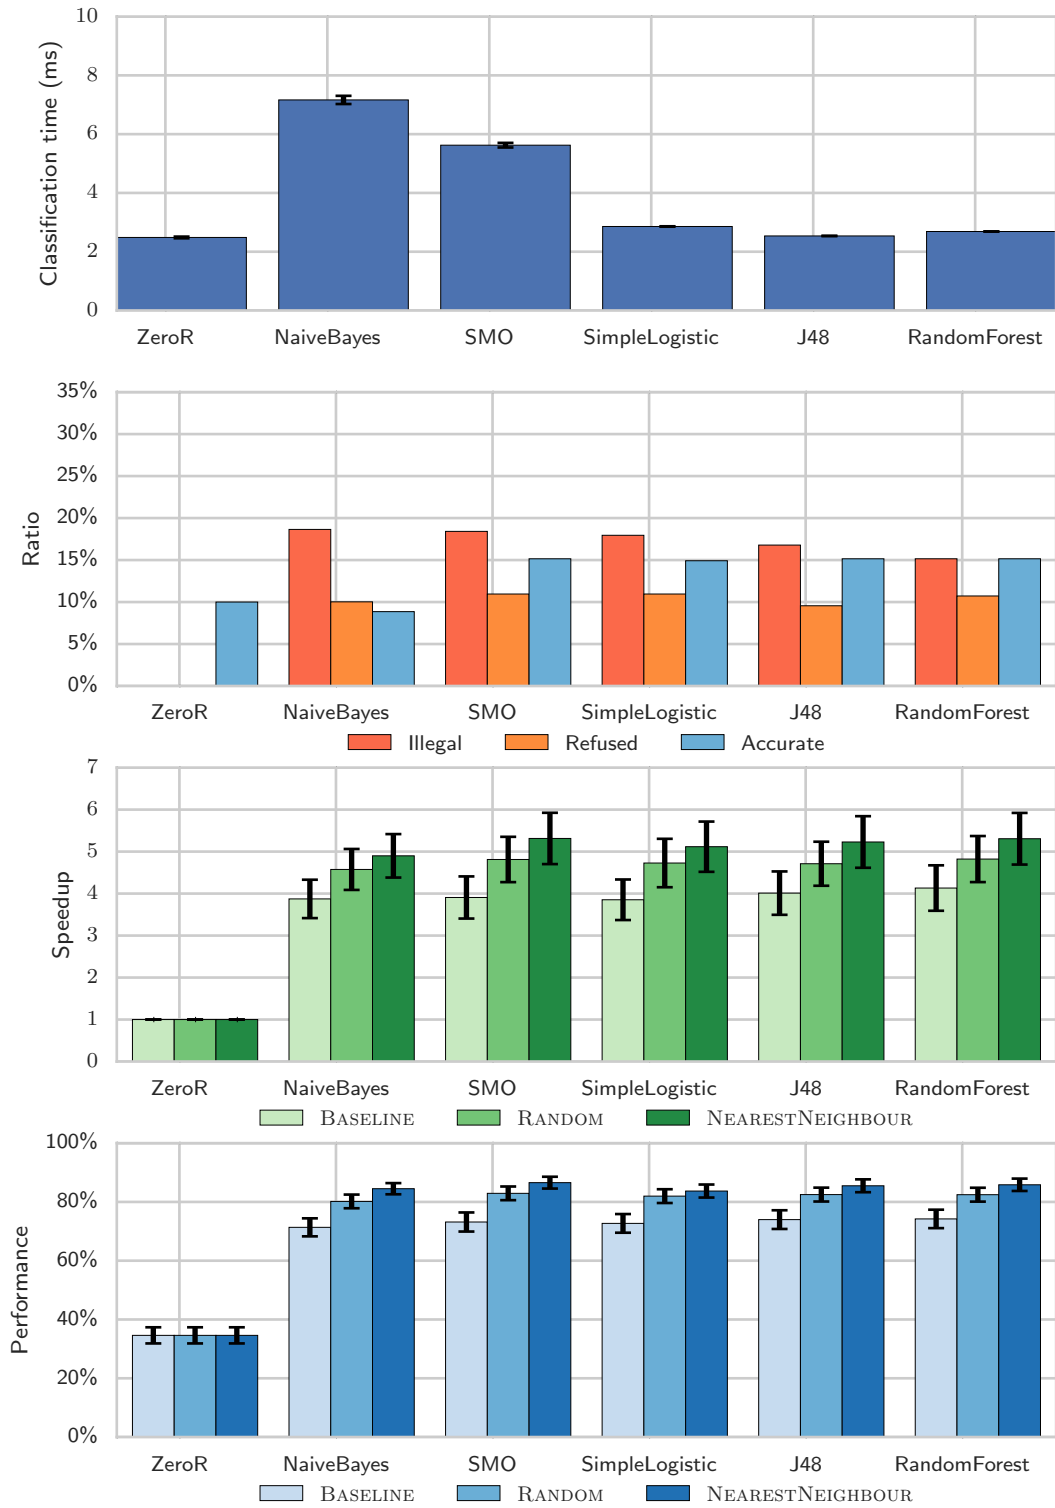 Classification time (ms)
10
8
6
4
2
0
ZeroR NaiveBayes SMO SimpleLogistic J48 RandomForest
Ratio
35%
30%
25%
20%
15%
10%
5%
0%
ZeroR NaiveBayes SMO SimpleLogistic J48 RandomForest
Illegal Refused Accurate
Speedup
7
6
5
4
3
2
1
0
ZeroR NaiveBayes SMO SimpleLogistic J48 RandomForest
BASELINE RANDOM NEARESTNEIGHBOUR
Performance
100%
80%
60%
40%
20%
0%
ZeroR NaiveBayes SMO SimpleLogistic J48 RandomForest
BASELINE RANDOM NEARESTNEIGHBOUR